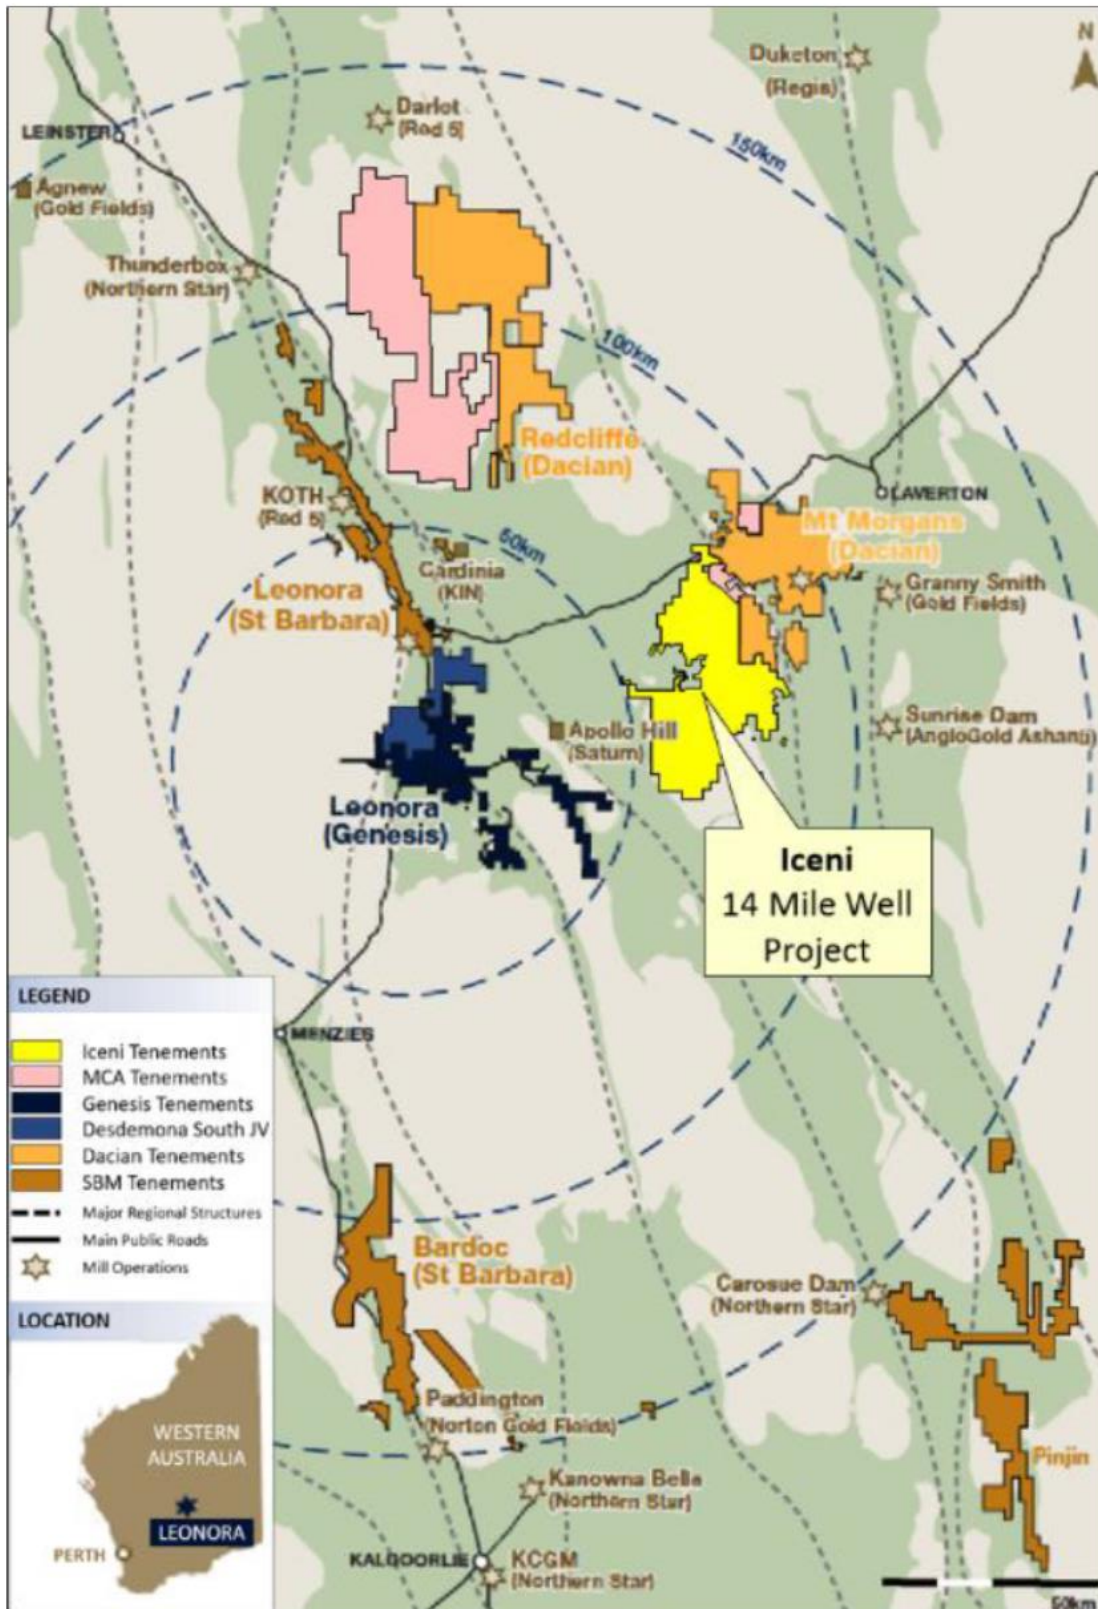 N
Duketon
(Regis)
Darlot
(Red 5)
LEINSTER
150km
Agnew
(Gold Fields)
Thunderbox
(Northern Star)
100km
Redcliffe
(Dacian)
KOTH
(Red 5)
LAVERTON
Mt Morgans
(Dacian)
50km
Cardinia
(KIN)
Granny Smith
(Gold Fields)
Leonora
(St Barbara)
Sunrise Dam
(AngloGold Ashanti)
Apollo Hill
(Saturn)
Leonora
(Genesis)
Iceni
14 Mile Well
Project
LEGEND
Iceni Tenements
MCA Tenements
Genesis Tenements
Desdemona South JV
Dacian Tenements
SBM Tenements
Major Regional Structures
Main Public Roads
Mill Operations
MENZIES
Bardoc
(St Barbara)
Carosue Dam
(Northern Star)
LOCATION
WESTERN
AUSTRALIA
LEONORA
PERTH
Paddington
(Norton Gold Fields)
Pinjin
Kanowna Belle
(Northern Star)
KALGOORLIE
KCGM
(Northern Star)
50km